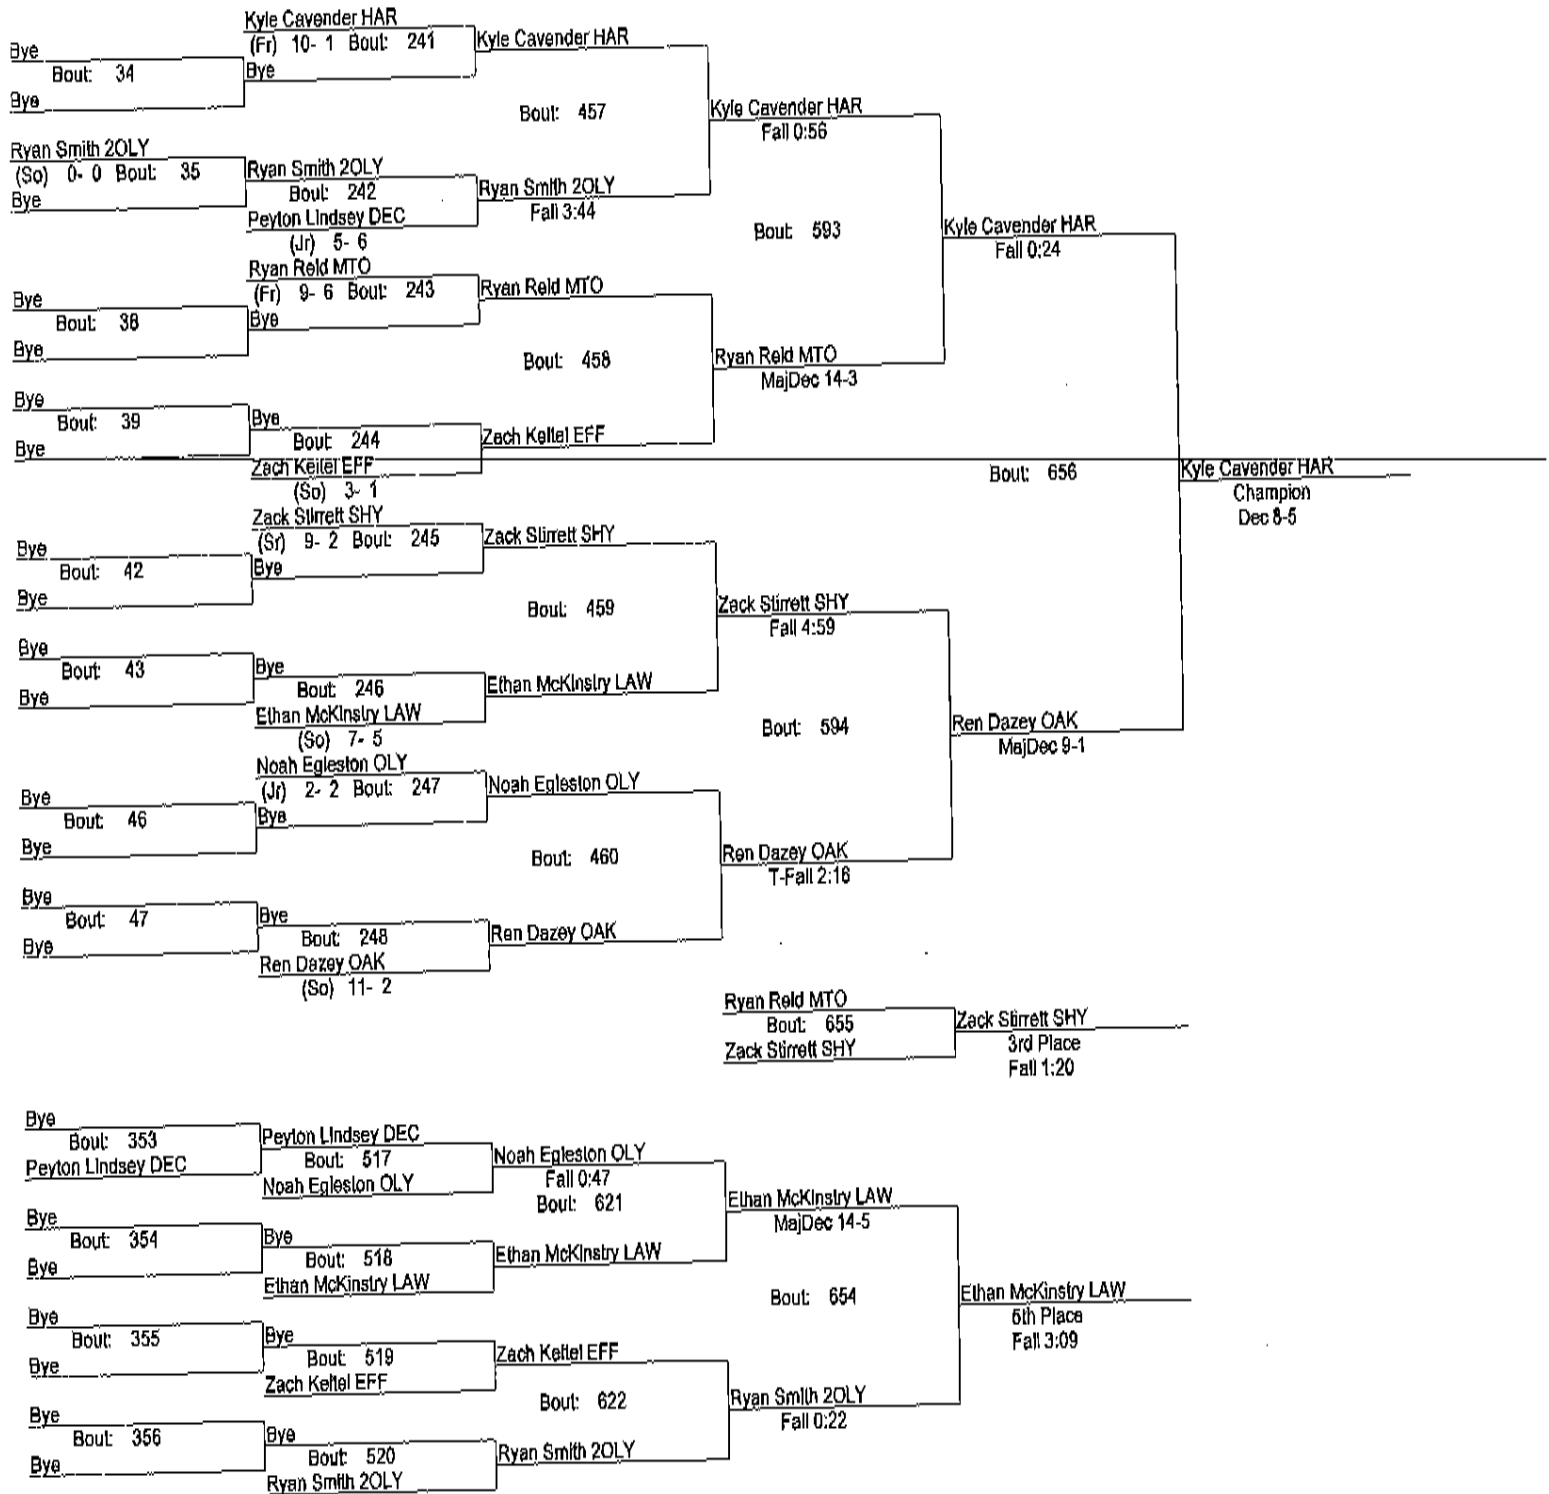 Kyle Cavender HAR
(Fr) 10- 1 Bout: 241
Kyle Cavender HAR
Bye
Bout: 34
Bye
Bye
Bout: 457
Kyle Cavender HAR
Fall 0:56
Ryan Smith 2OLY
(So) 0- 0 Bout: 35
Bye
Ryan Smith 2OLY
Bout: 242
Peyton Lindsey DEC
(Jr) 5- 6
Ryan Smith 2OLY
Fall 3:44
Bout: 593
Kyle Cavender HAR
Fall 0:24
Ryan Reid MTO
(Fr) 9- 6 Bout: 243
Bye
Ryan Reid MTO
Bye
Bout: 38
Bye
Bout: 458
Ryan Reid MTO
MajDec 14-3
Bye
Bout: 39
Bye
Bye
Bout: 244
Zach Keitel EFF
(So) 3- 1
Zach Keitel EFF
Bout: 656
Kyle Cavender HAR
Champion
Dec 8-5
Zack Stirrett SHY
(Sr) 9- 2 Bout: 245
Bye
Zack Stirrett SHY
Bye
Bout: 42
Bye
Bout: 459
Zack Stirrett SHY
Fall 4:59
Bye
Bout: 43
Bye
Bye
Bout: 246
Ethan McKinstry LAW
(So) 7- 5
Ethan McKinstry LAW
Bout: 594
Ren Dazey OAK
MajDec 9-1
Noah Egleston OLY
(Jr) 2- 2 Bout: 247
Bye
Noah Egleston OLY
Bye
Bout: 46
Bye
Bout: 460
Ren Dazey OAK
T-Fall 2:16
Bye
Bout: 47
Bye
Bye
Bout: 248
Ren Dazey OAK
(So) 11- 2
Ren Dazey OAK
Ryan Reid MTO
Bout: 655
Zack Stirrett SHY
Zack Stirrett SHY
3rd Place
Fall 1:20
Bye
Bout: 353
Peyton Lindsey DEC
Peyton Lindsey DEC
Bout: 517
Noah Egleston OLY
Noah Egleston OLY
Fall 0:47
Bout: 621
Ethan McKinstry LAW
MajDec 14-5
Bye
Bout: 354
Bye
Bye
Bout: 518
Ethan McKinstry LAW
Ethan McKinstry LAW
Bout: 654
Ethan McKinstry LAW
5th Place
Fall 3:09
Bye
Bout: 355
Bye
Bye
Bout: 519
Zach Keitel EFF
Zach Keitel EFF
Bout: 622
Ryan Smith 2OLY
Fall 0:22
Bye
Bout: 356
Bye
Bye
Bout: 520
Ryan Smith 2OLY
Ryan Smith 2OLY